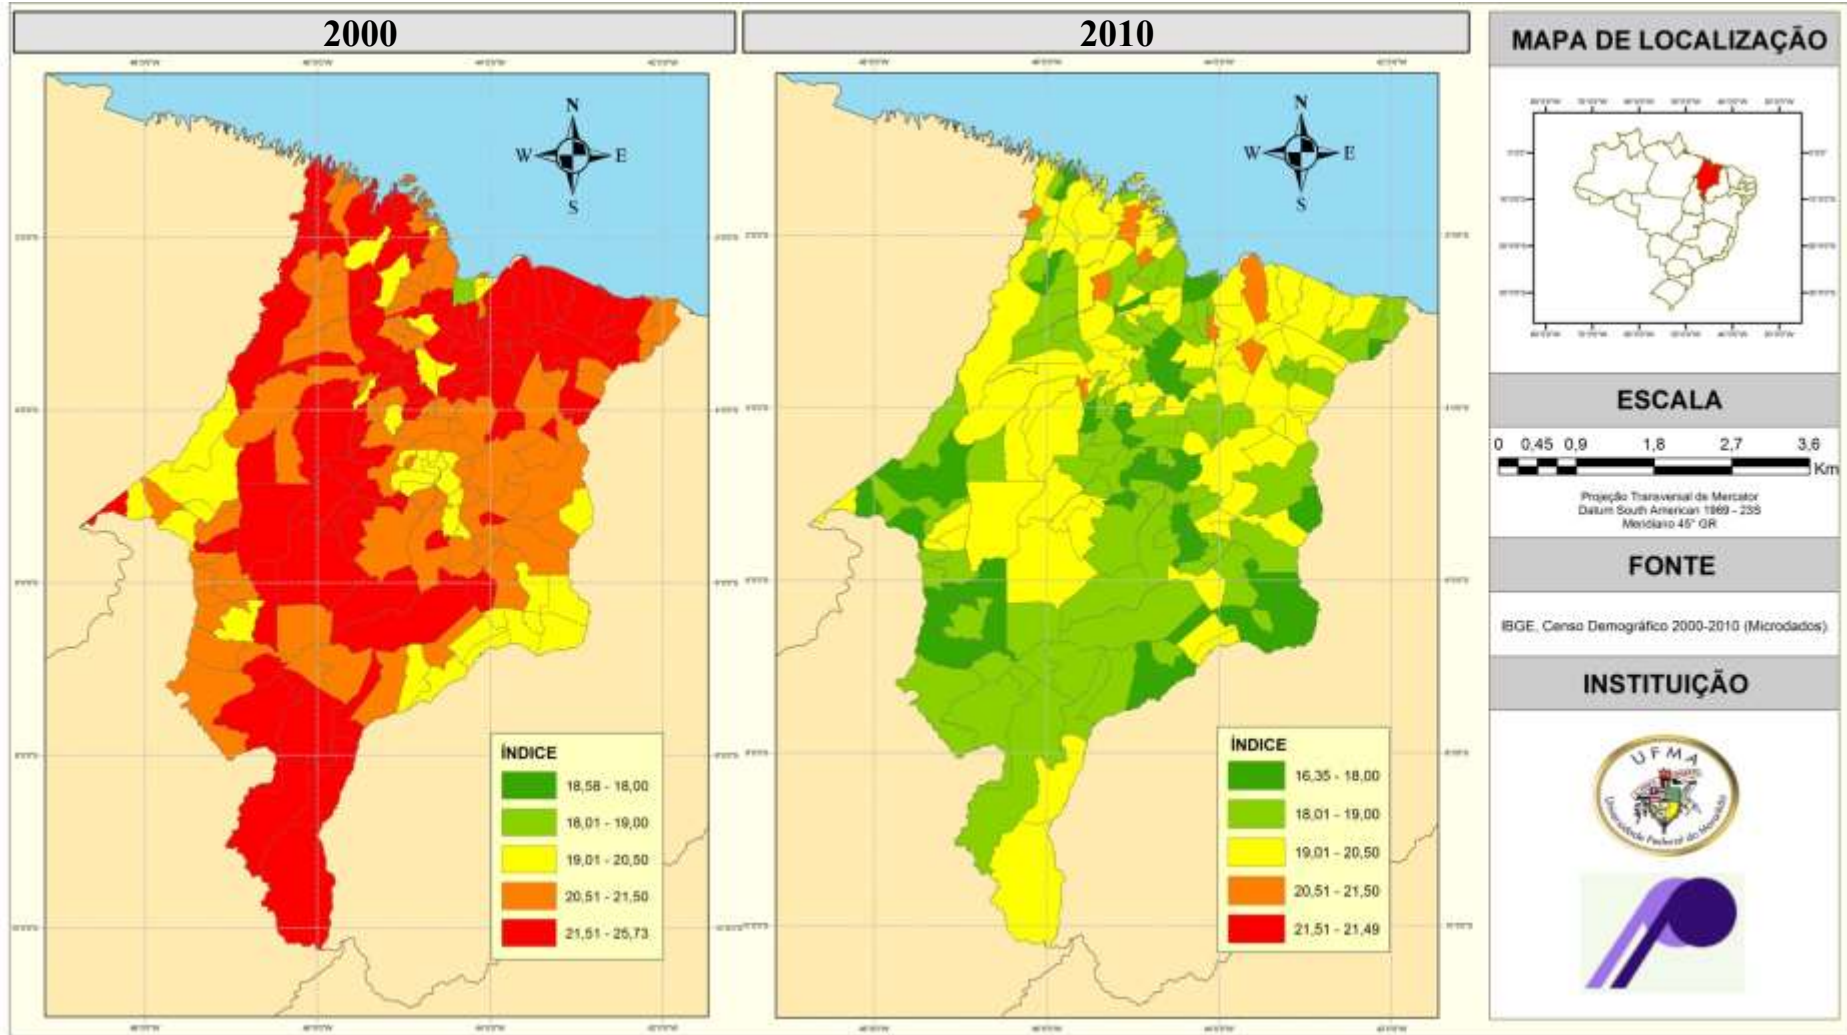 2000
2010
N
W
E
S
N
W
E
S
ÍNDICE
18,58 - 18,00
18,01 - 19,00
19,01 - 20,50
20,51 - 21,50
21,51 - 25,73
ÍNDICE
16,35 - 18,00
18,01 - 19,00
19,01 - 20,50
20,51 - 21,50
21,51 - 21,49
MAPA DE LOCALIZAÇÃO
ESCALA
0 0,45 0,9 1,8 2,7 3,6
Km
Projeção Transversal de Mercator
Datum South American 1969 - 23S
Meridiano 45° GR
FONTE
IBGE, Censo Demográfico 2000-2010 (Microdados)
INSTITUIÇÃO
UFMA
Universidade Federal do Maranhão